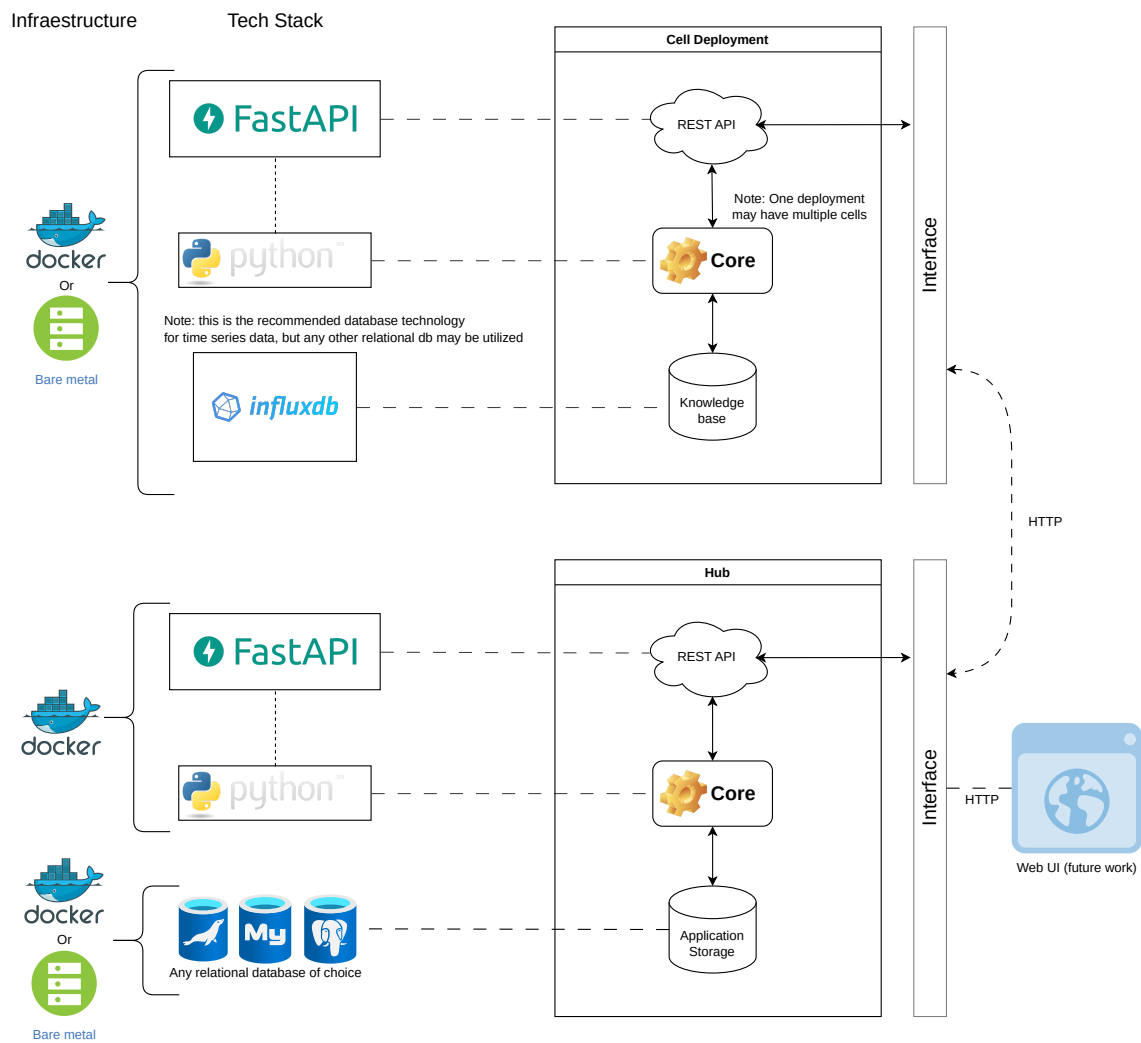 Infraestructure
Tech Stack
Cell Deployment
FastAPI
REST API
Note: One deployment
may have multiple cells
Interface
docker
Or
Bare metal
python
Core
Note: this is the recommended database technology
for time series data, but any other relational db may be utilized
influxdb
Knowledge
base
HTTP
Hub
FastAPI
REST API
Interface
docker
python
Core
HTTP
Web UI (future work)
docker
Or
Bare metal
My
Any relational database of choice
Application
Storage